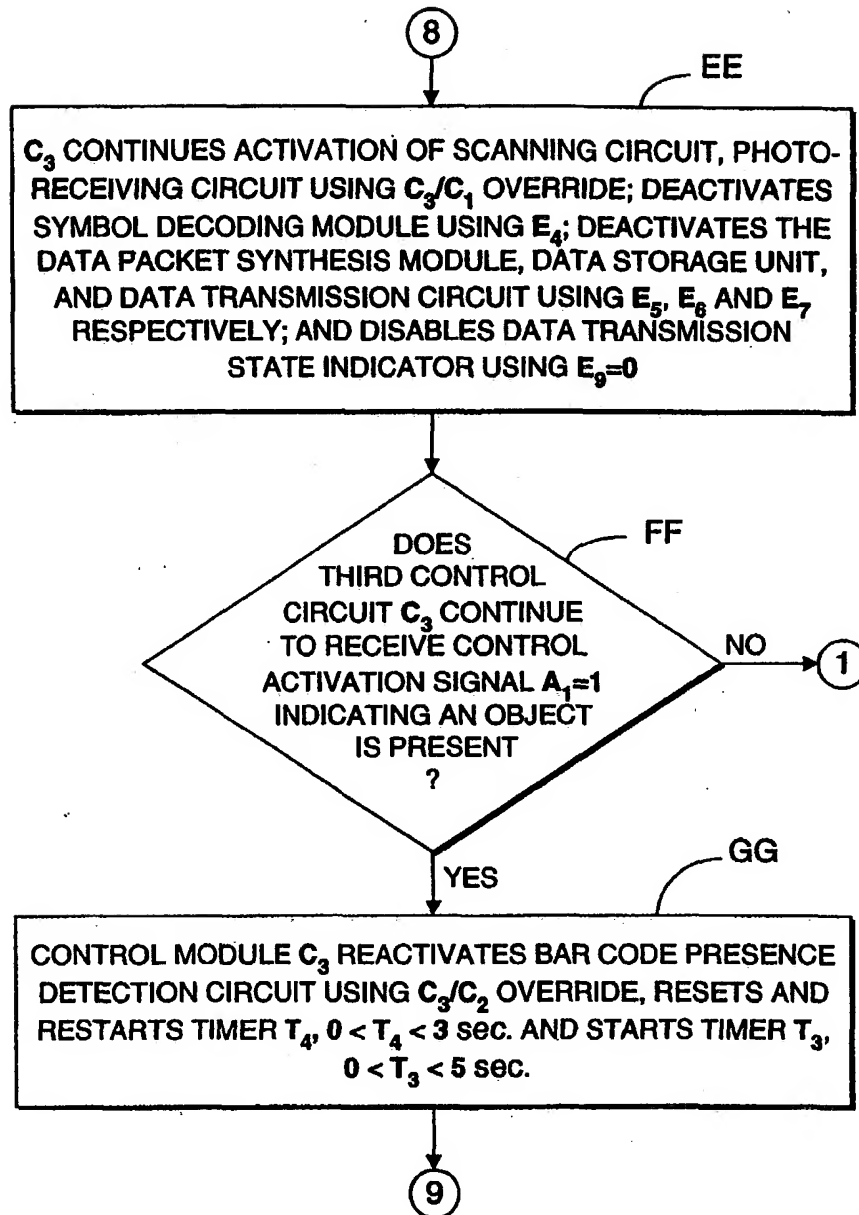 8
EE
C3 CONTINUES ACTIVATION OF SCANNING CIRCUIT, PHOTO-
RECEIVING CIRCUIT USING C3/C1 OVERRIDE; DEACTIVATES
SYMBOL DECODING MODULE USING E4; DEACTIVATES THE
DATA PACKET SYNTHESIS MODULE, DATA STORAGE UNIT,
AND DATA TRANSMISSION CIRCUIT USING E5, E6 AND E7
RESPECTIVELY; AND DISABLES DATA TRANSMISSION
STATE INDICATOR USING E9=0
FF
DOES
THIRD CONTROL
CIRCUIT C3 CONTINUE
TO RECEIVE CONTROL
ACTIVATION SIGNAL A1=1
INDICATING AN OBJECT
IS PRESENT
?
NO
1
YES
GG
CONTROL MODULE C3 REACTIVATES BAR CODE PRESENCE
DETECTION CIRCUIT USING C3/C2 OVERRIDE, RESETS AND
RESTARTS TIMER T4, 0 < T4 < 3 sec. AND STARTS TIMER T3,
0 < T3 < 5 sec.
9